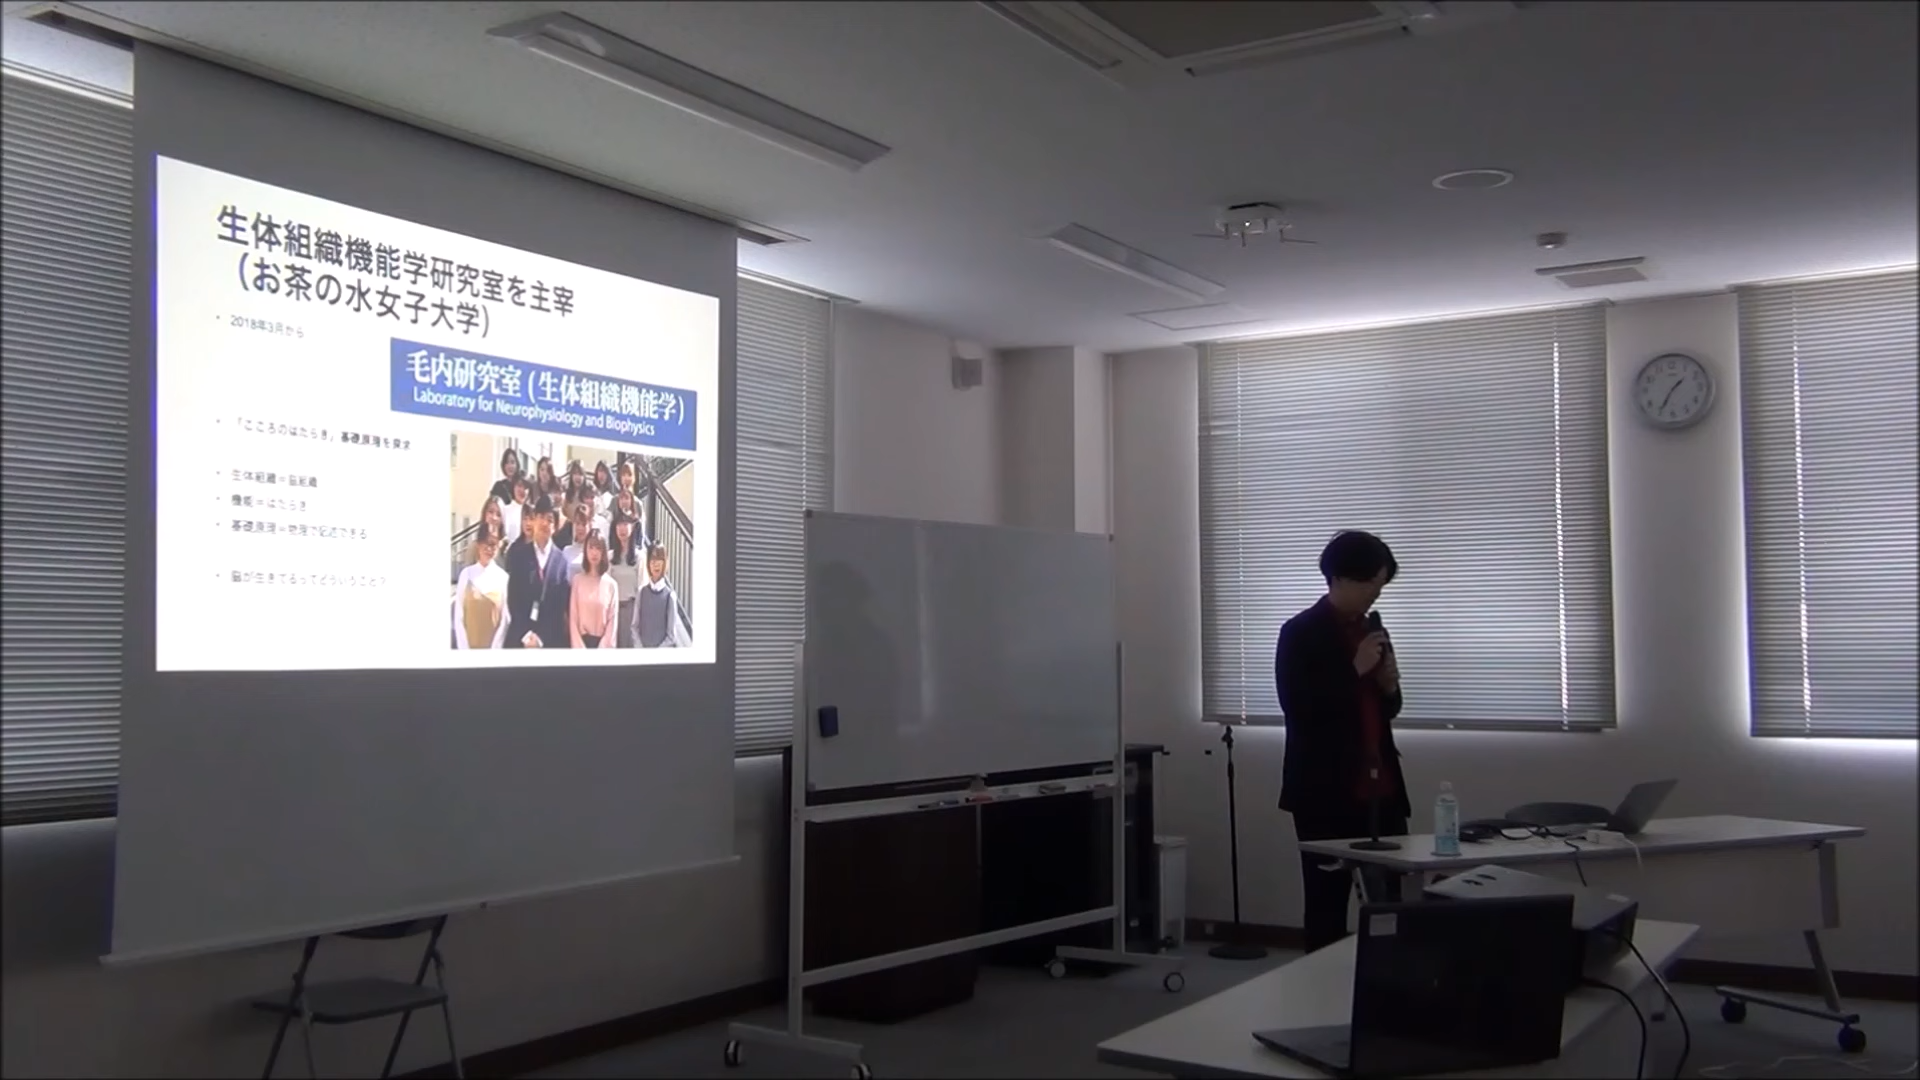 生体組織機能学研究室を主宰
(お茶の水女子大学)
• 2018年3月から
毛内研究室(生体組織機能学)
Laboratory for Neurophysiology and Biophysics
• 「こころのはたらき」基礎原理を探求
• 生体組織=脳組織
• 機能=はたらき
• 基礎原理=物理で記述できる
• 脳が生きてるってどういうこと?